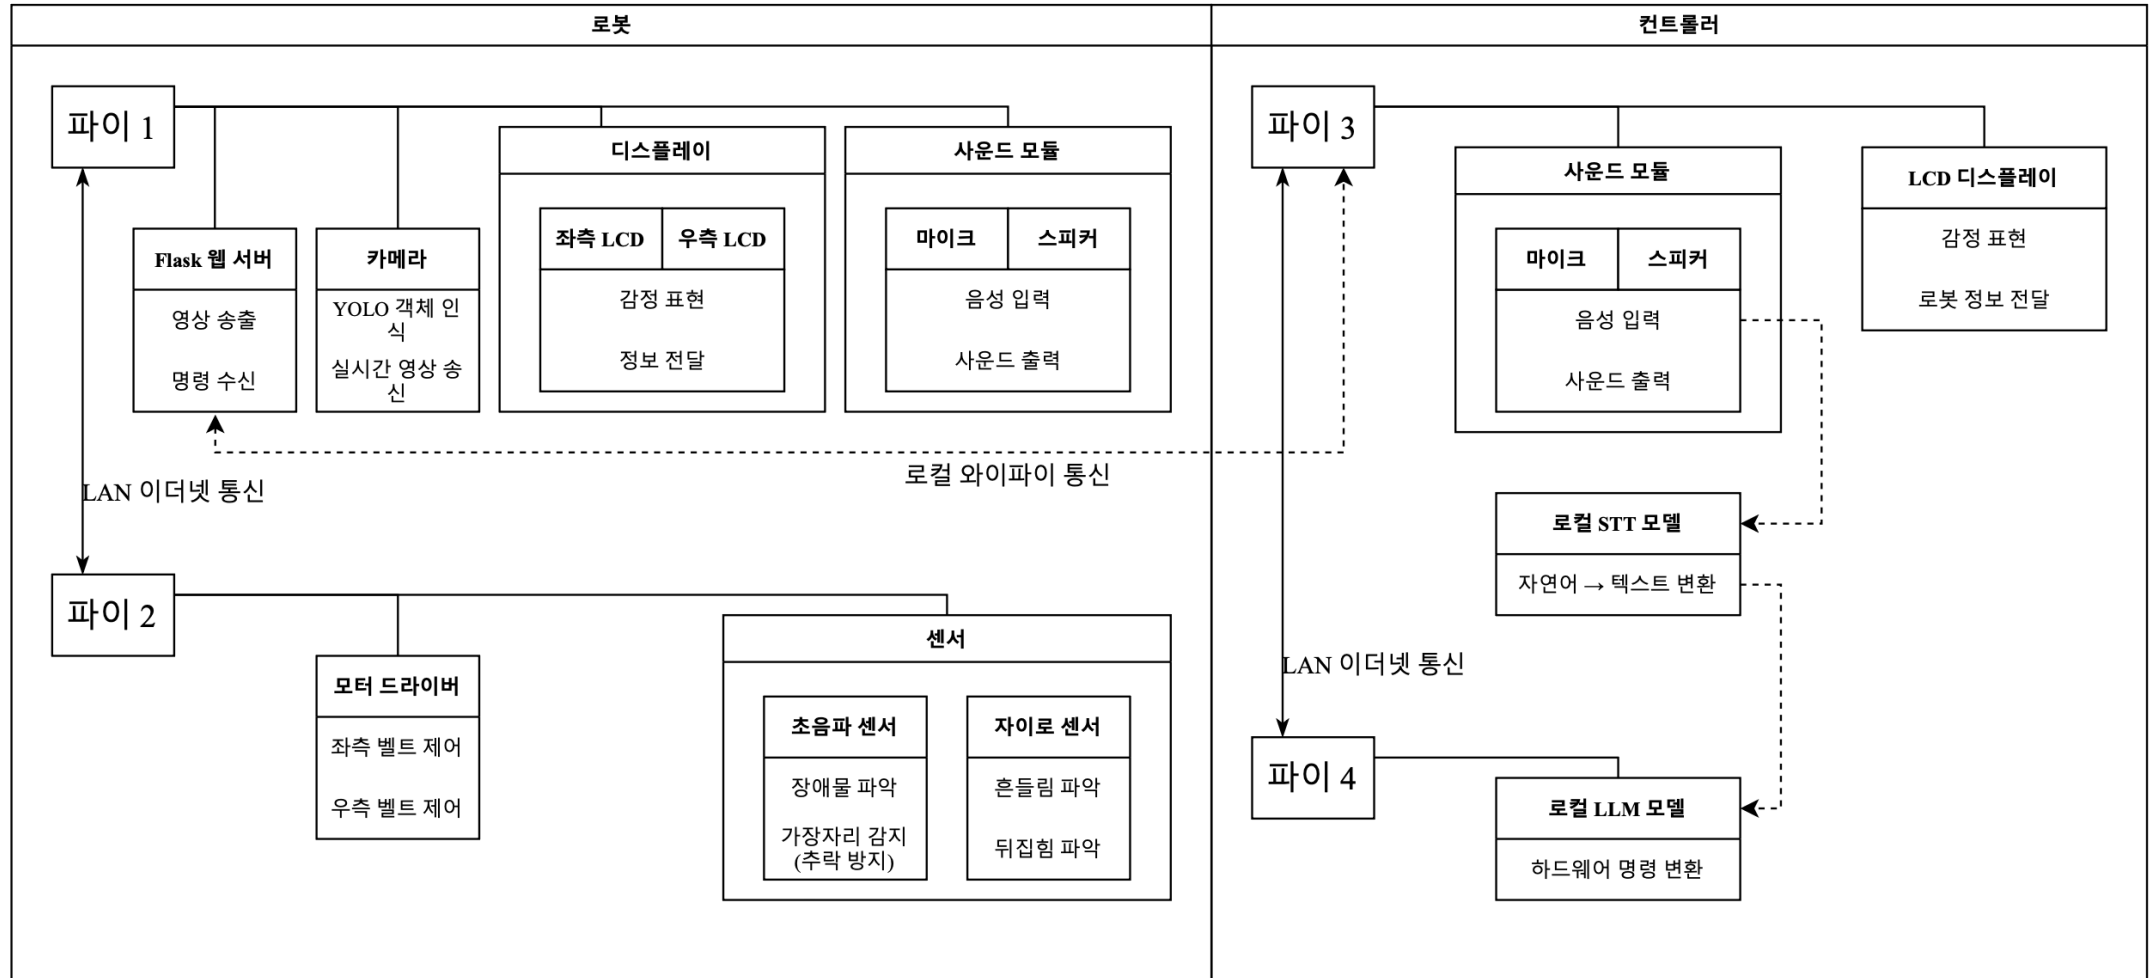 로봇
컨트롤러
파이 1
디스플레이
좌측 LCD
우측 LCD
감정 표현
정보 전달
사운드 모듈
마이크
스피커
음성 입력
사운드 출력
Flask 웹 서버
영상 송출
명령 수신
카메라
YOLO 객체 인
식
실시간 영상 송
신
LAN 이더넷 통신
로컬 와이파이 통신
파이 2
모터 드라이버
좌측 벨트 제어
우측 벨트 제어
센서
초음파 센서
장애물 파악
가장자리 감지
(추락 방지)
자이로 센서
흔들림 파악
뒤집힘 파악
파이 3
사운드 모듈
마이크
스피커
음성 입력
사운드 출력
LCD 디스플레이
감정 표현
로봇 정보 전달
로컬 STT 모델
자연어 → 텍스트 변환
LAN 이더넷 통신
파이 4
로컬 LLM 모델
하드웨어 명령 변환